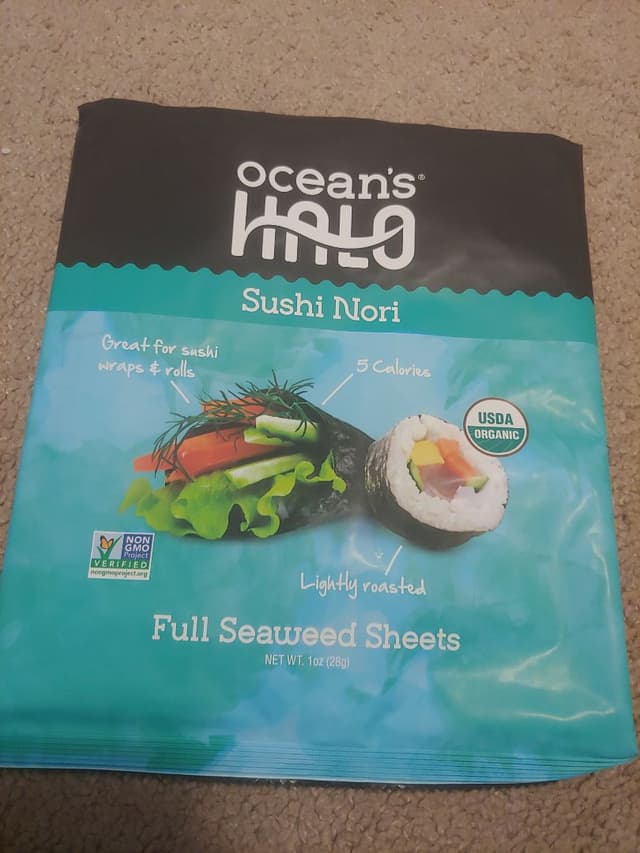 ocean's®
HALO
Sushi Nori
Great for sushi
wraps & rolls
5 Calories
USDA
ORGANIC
NON
GMO
Project
VERIFIED
nongmoproject.org
Lightly roasted
Full Seaweed Sheets
NET WT. 1oz (28g)